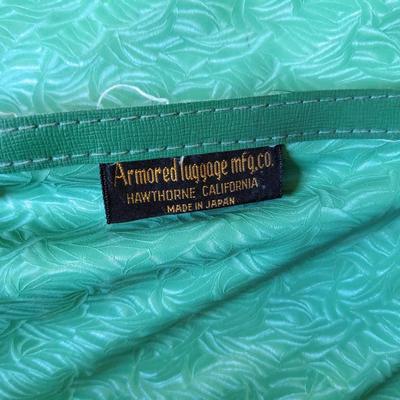 Armored luggage mfg.co.
HAWTHORNE CALIFORNIA
MADE IN JAPAN